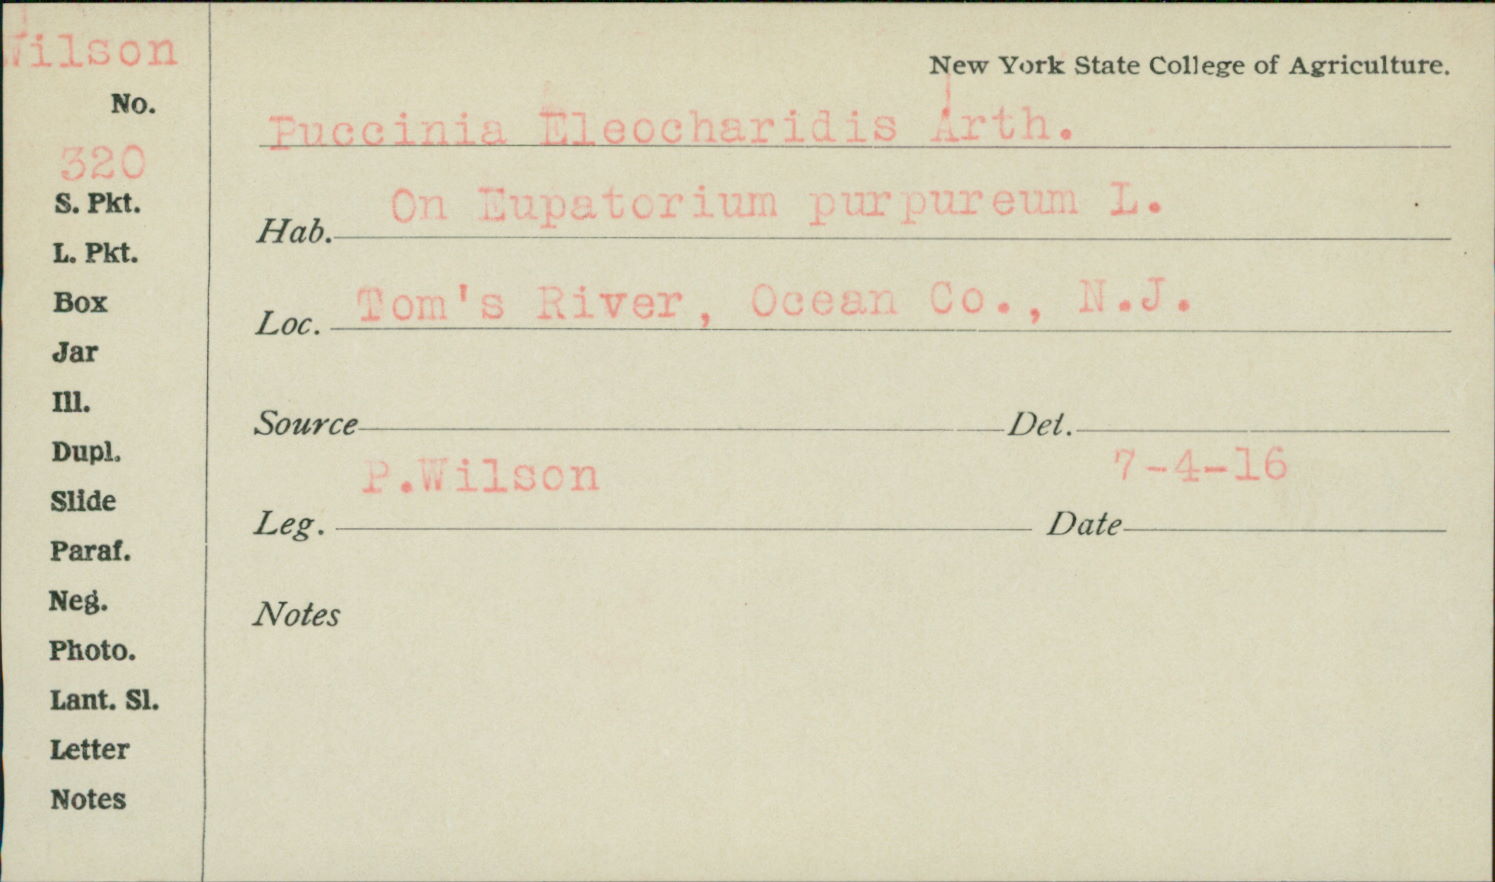 Wilson
No.
320
S. Pkt.
L. Pkt.
Box
Jar
Ill.
Dupl.
Slide
Paraf.
Neg.
Photo.
Lant. Sl.
Letter
Notes
New York State College of Agriculture.
Puccinia Eleocharidis Arth.
Hab. On Eupatorium purpureum L.
Loc. Tom's River, Ocean Co., N.J.
Source Det.
Leg. P.Wilson Date 7-4-16
Notes